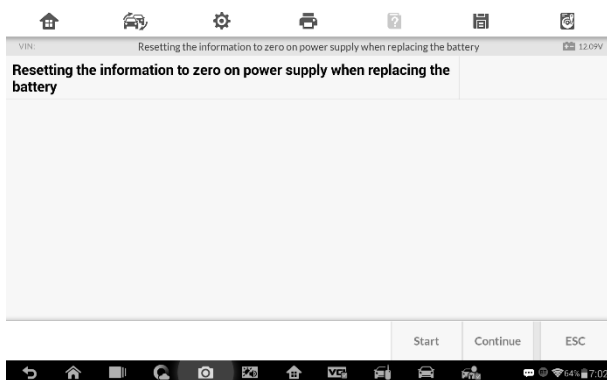 VIN:
Resetting the information to zero on power supply when replacing the battery
12.09V
Resetting the information to zero on power supply when replacing the
battery
Start
Continue
ESC
VCMI
64%
7:02